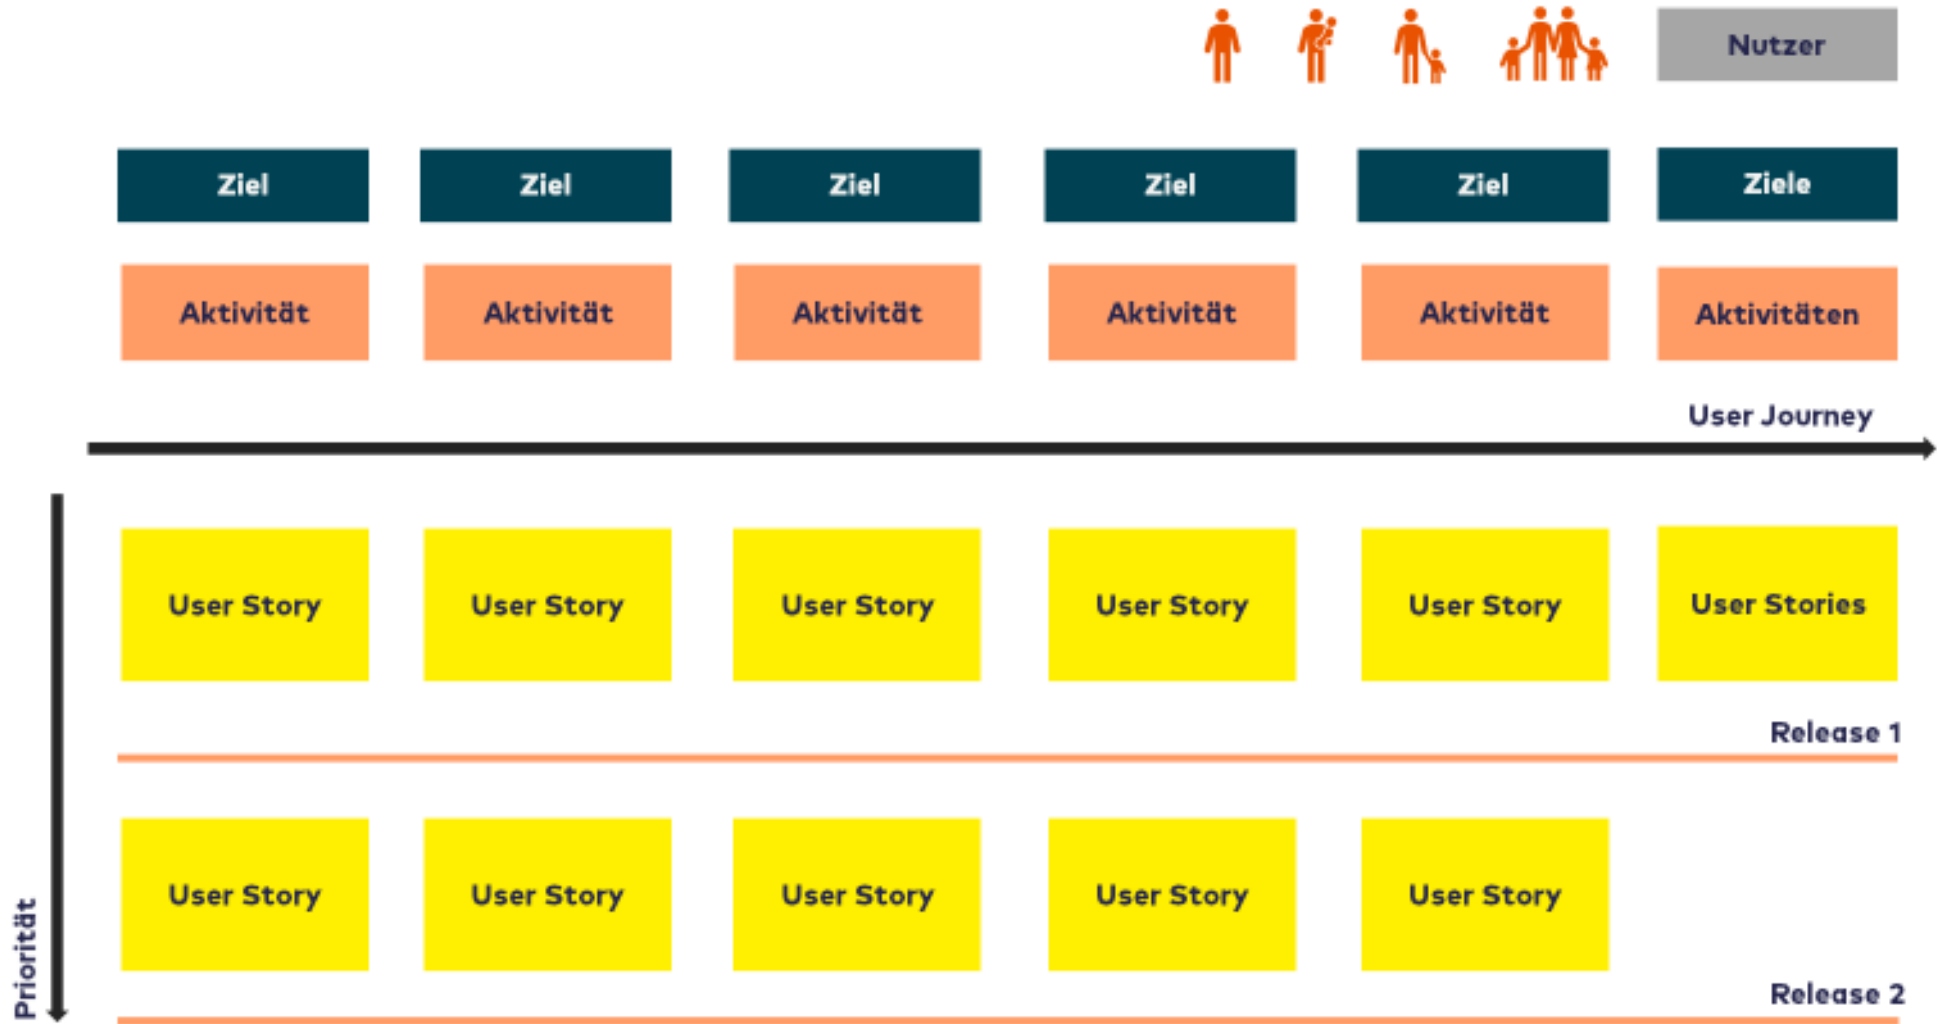 Nutzer
Ziel Ziel Ziel Ziel Ziel Ziele
Aktivität Aktivität Aktivität Aktivität Aktivität Aktivitäten
User Journey
User Story User Story User Story User Story User Story User Stories
Release 1
User Story User Story User Story User Story User Story
Priorität
Release 2